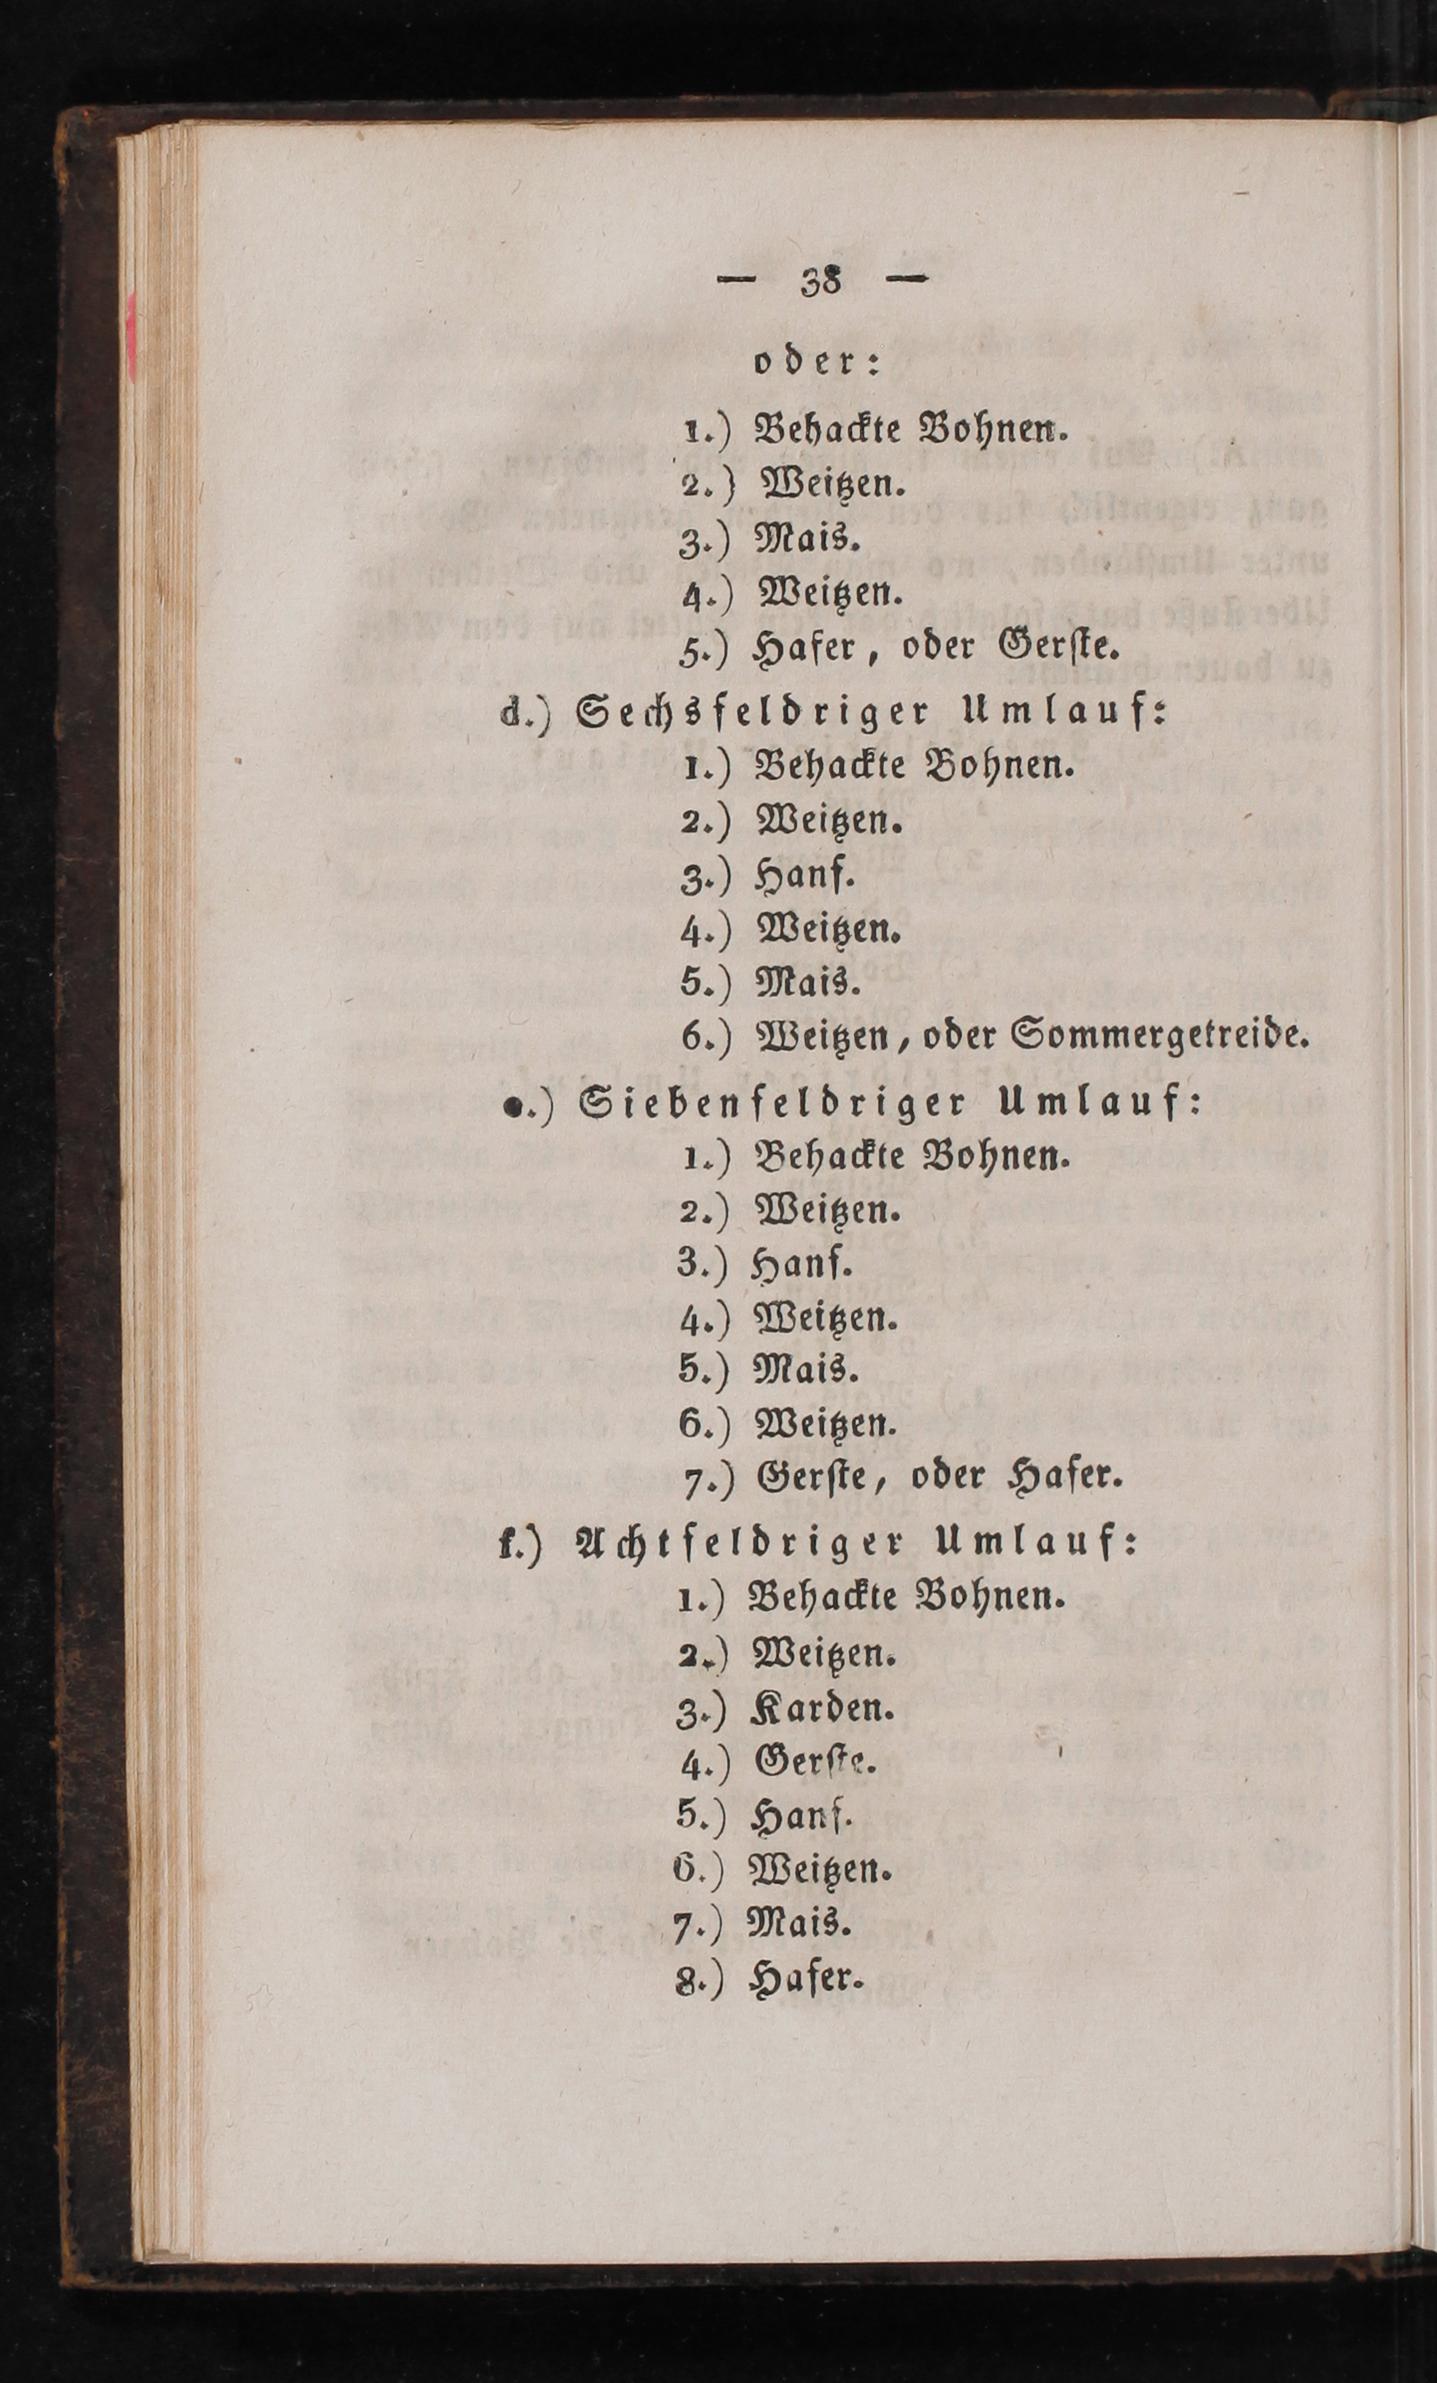 — 38 —
oder:
1.) Behackte Bohnen.
2.) Weitzen.
3.) Mais.
4.) Weitzen.
5.) Hafer, oder Gerste.
d.) Sechsfeldriger Umlauf:
1.) Behackte Bohnen.
2.) Weitzen.
3.) Hanf.
4.) Weitzen.
5.) Mais.
6.) Weitzen, oder Sommergetreide.
e.) Siebenfeldriger Umlauf:
1.) Behackte Bohnen.
2.) Weitzen.
3.) Hanf.
4.) Weitzen.
5.) Mais.
6.) Weitzen.
7.) Gerste, oder Hafer.
f.) Achtfeldriger Umlauf:
1.) Behackte Bohnen.
2.) Weitzen.
3.) Karden.
4.) Gerste.
5.) Hanf.
6.) Weitzen.
7.) Mais.
8.) Hafer.